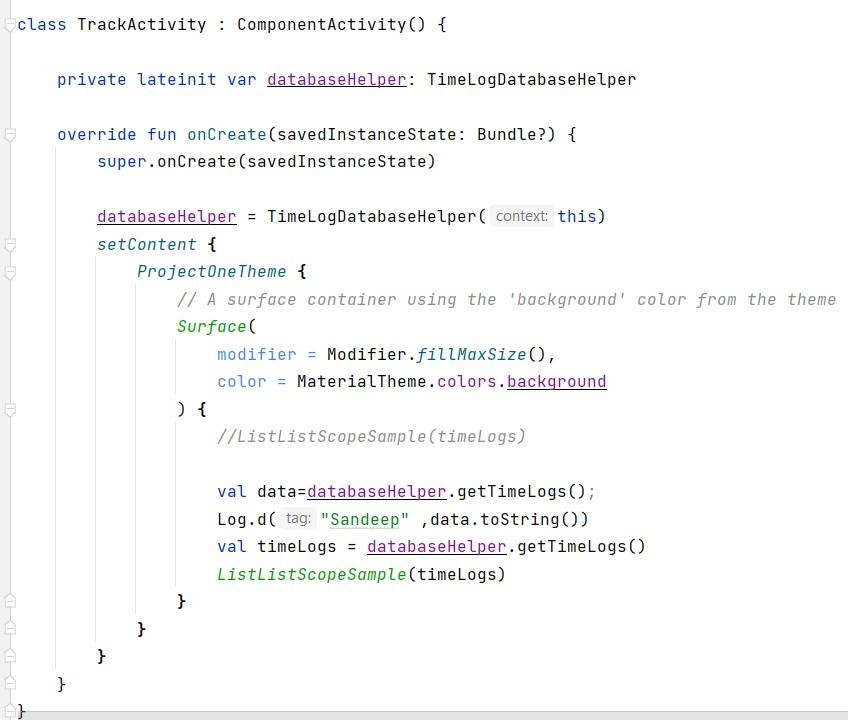 class TrackActivity : ComponentActivity() {
private lateinit var databaseHelper: TimeLogDatabaseHelper
override fun onCreate(savedInstanceState: Bundle?) {
super.onCreate(savedInstanceState)
databaseHelper = TimeLogDatabaseHelper( context: this)
setContent {
ProjectOneTheme {
// A surface container using the 'background' color from the theme
Surface(
modifier = Modifier.fillMaxSize(),
color = MaterialTheme.colors.background
) {
//ListListScopeSample(timeLogs)
val data=databaseHelper.getTimeLogs();
Log.d( tag: "Sandeep" ,data.toString())
val timeLogs = databaseHelper.getTimeLogs()
ListListScopeSample(timeLogs)
}
}
}
}
}